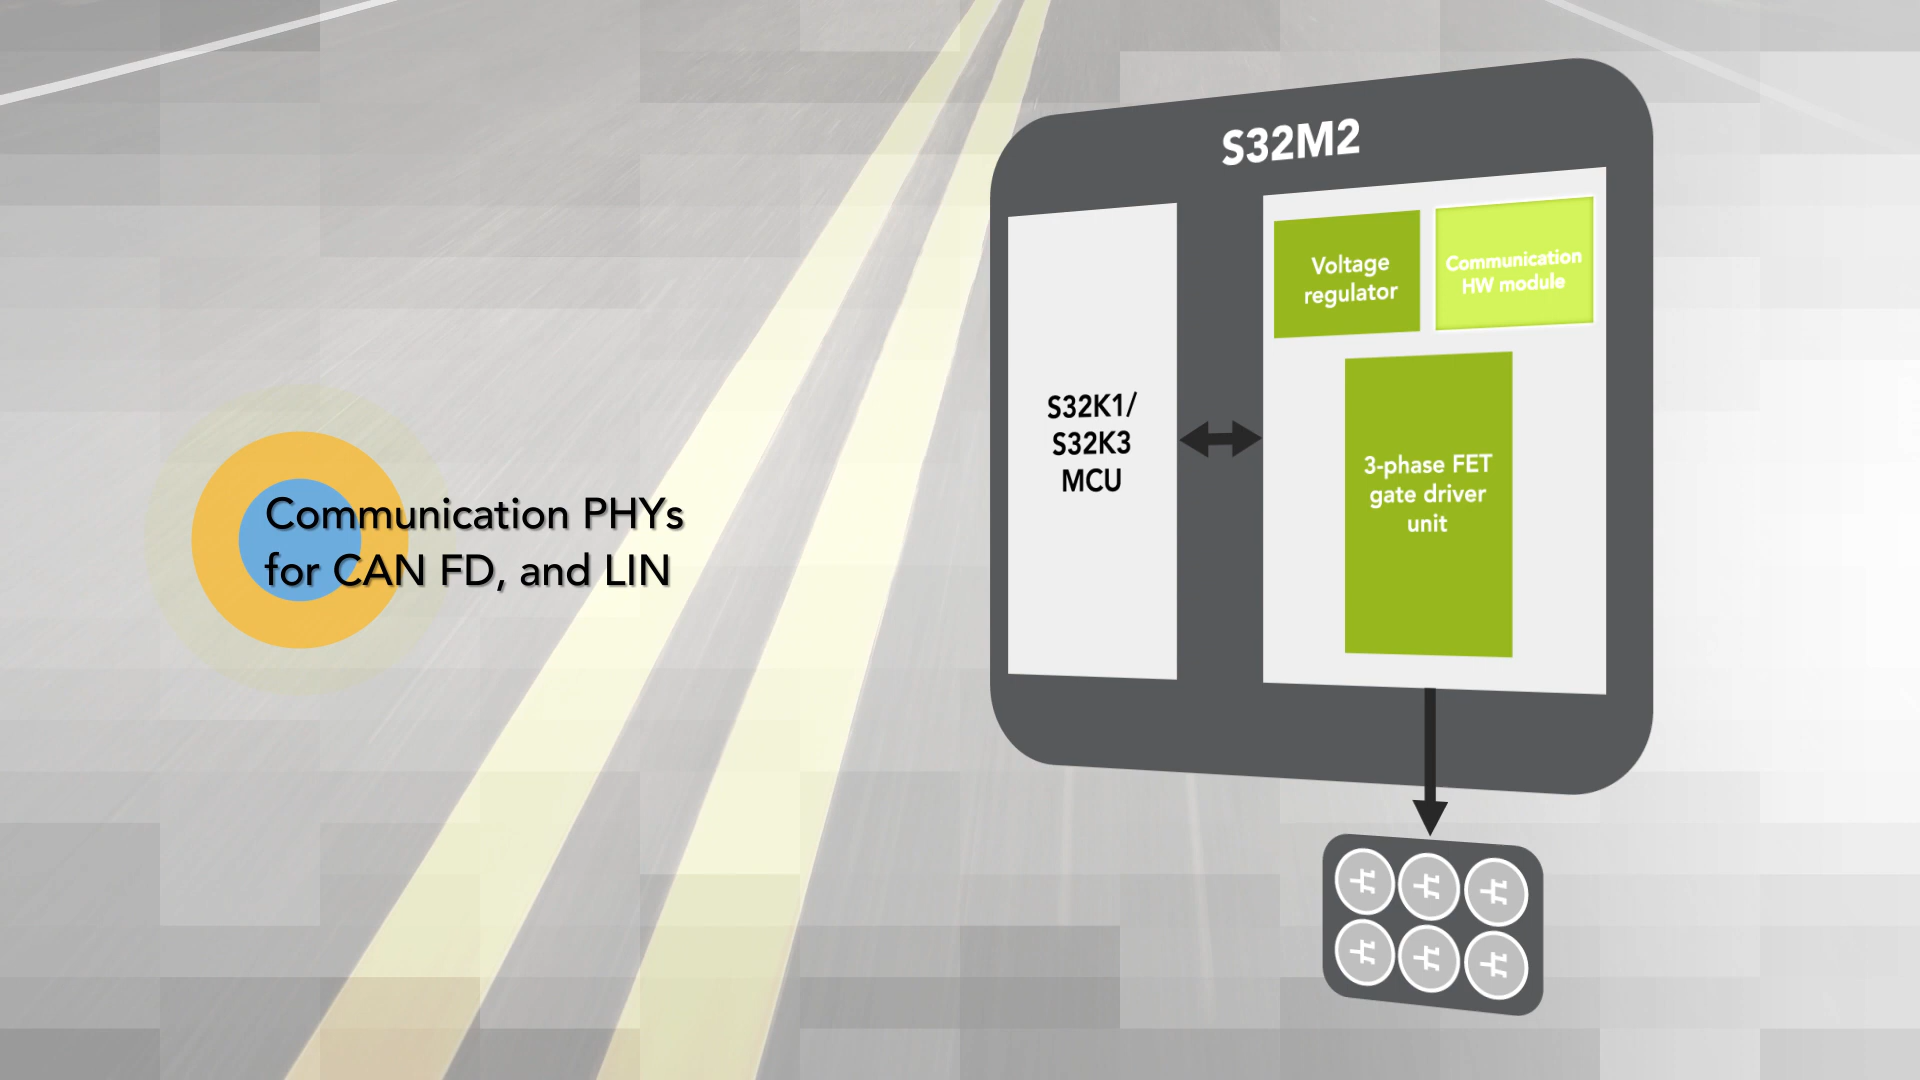 Communication PHYs
for CAN FD, and LIN
S32M2
S32K1/
S32K3
MCU
Voltage
regulator
Communication
HW module
3-phase FET
gate driver
unit